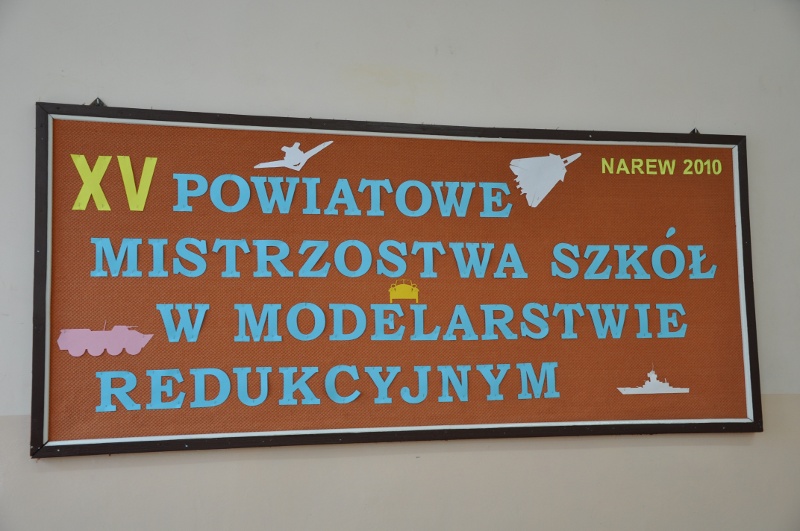 NAREW 2010
XV POWIATOWE
MISTRZOSTWA SZKÓŁ
W MODELARSTWIE
REDUKCYJNYM